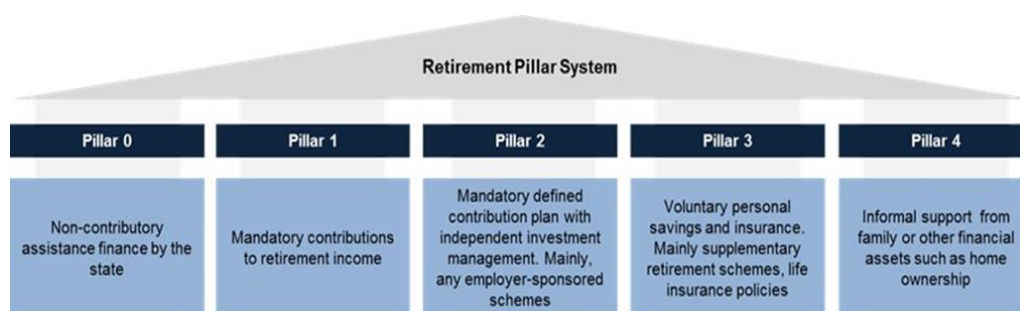 Retirement Pillar System
Pillar 0
Pillar 1
Pillar 2
Pillar 3
Pillar 4
Non-contributory
assistance finance by the
state
Mandatory contributions
to retirement income
Mandatory defined
contribution plan with
independent investment
management. Mainly,
any employer-sponsored
schemes
Voluntary personal
savings and insurance.
Mainly supplementary
retirement schemes, life
insurance policies
Informal support from
family or other financial
assets such as home
ownership